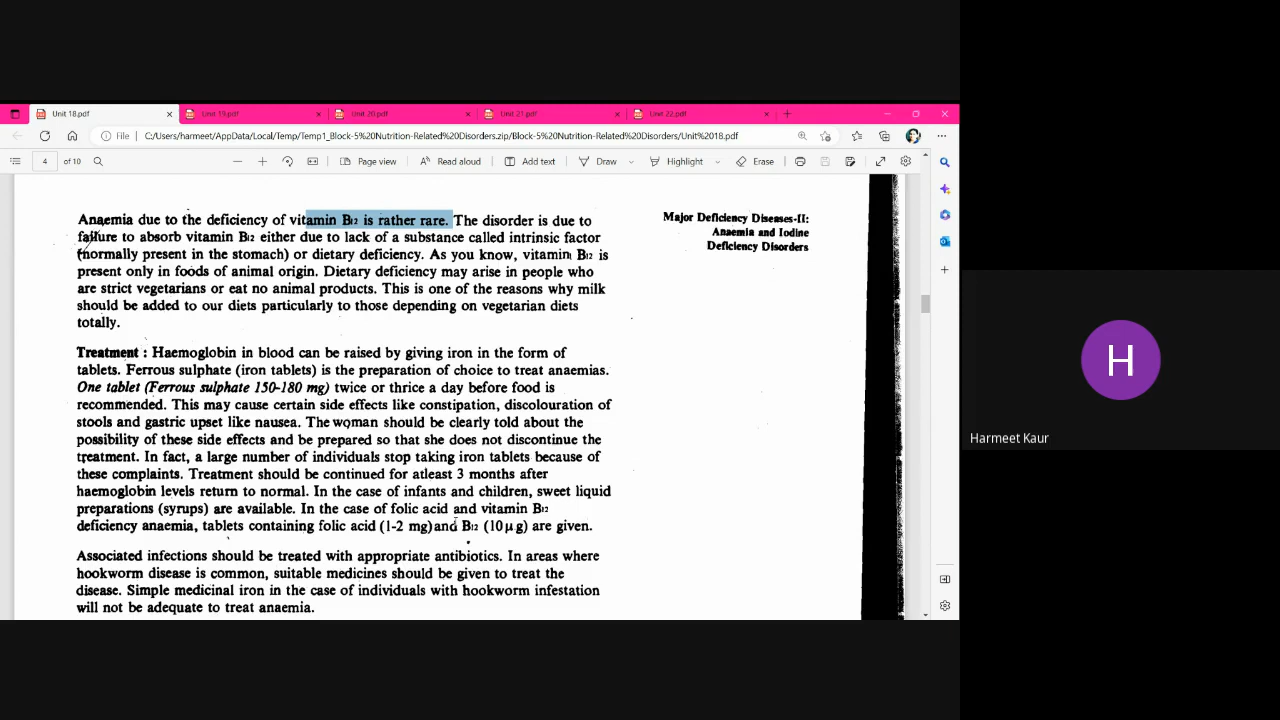 Unit 18.pdf
Unit 19.pdf
Unit 20.pdf
Unit 21.pdf
Unit 22.pdf
File
C:/Users/harmeet/AppData/Local/Temp/Temp1_Block-5%20Nutrition-Related%20Disorders.zip/Block-5%20Nutrition-Related%20Disorders/Unit%2018.pdf
4 of 10
Page view
Read aloud
Add text
Draw
Highlight
Erase
Anaemia due to the deficiency of vitamin B12 is rather rare. The disorder is due to
failure to absorb vitamin B12 either due to lack of a substance called intrinsic factor
(normally present in the stomach) or dietary deficiency. As you know, vitamin B12 is
present only in foods of animal origin. Dietary deficiency may arise in people who
are strict vegetarians or eat no animal products. This is one of the reasons why milk
should be added to our diets particularly to those depending on vegetarian diets
totally.
Major Deficiency Diseases-II:
Anaemia and Iodine
Deficiency Disorders
Treatment : Haemoglobin in blood can be raised by giving iron in the form of
tablets. Ferrous sulphate (iron tablets) is the preparation of choice to treat anaemias.
One tablet (Ferrous sulphate 150-180 mg) twice or thrice a day before food is
recommended. This may cause certain side effects like constipation, discolouration of
stools and gastric upset like nausea. The woman should be clearly told about the
possibility of these side effects and be prepared so that she does not discontinue the
treatment. In fact, a large number of individuals stop taking iron tablets because of
these complaints. Treatment should be continued for atleast 3 months after
haemoglobin levels return to normal. In the case of infants and children, sweet liquid
preparations (syrups) are available. In the case of folic acid and vitamin B12
deficiency anaemia, tablets containing folic acid (1-2 mg) and B12 (10 µg) are given.
Associated infections should be treated with appropriate antibiotics. In areas where
hookworm disease is common, suitable medicines should be given to treat the
disease. Simple medicinal iron in the case of individuals with hookworm infestation
will not be adequate to treat anaemia.
H
Harmeet Kaur